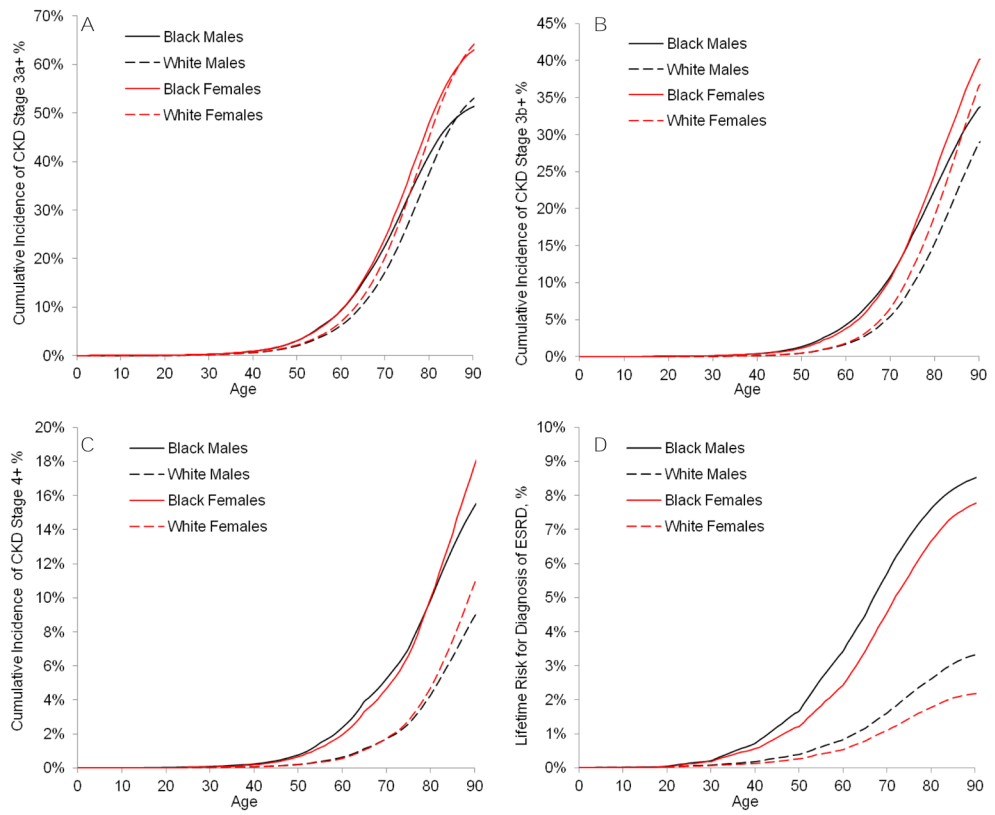 A
Cumulative Incidence of CKD Stage 3a+ %
70%
60%
50%
40%
30%
20%
10%
0%
Black Males
White Males
Black Females
White Females
0 10 20 30 40 50 60 70 80 90
Age
B
Cumulative Incidence of CKD Stage 3b+ %
45%
40%
35%
30%
25%
20%
15%
10%
5%
0%
Black Males
White Males
Black Females
White Females
0 10 20 30 40 50 60 70 80 90
Age
C
Cumulative Incidence of CKD Stage 4+ %
20%
18%
16%
14%
12%
10%
8%
6%
4%
2%
0%
Black Males
White Males
Black Females
White Females
0 10 20 30 40 50 60 70 80 90
Age
D
Lifetime Risk for Diagnosis of ESRD, %
10%
9%
8%
7%
6%
5%
4%
3%
2%
1%
0%
Black Males
White Males
Black Females
White Females
0 10 20 30 40 50 60 70 80 90
Age